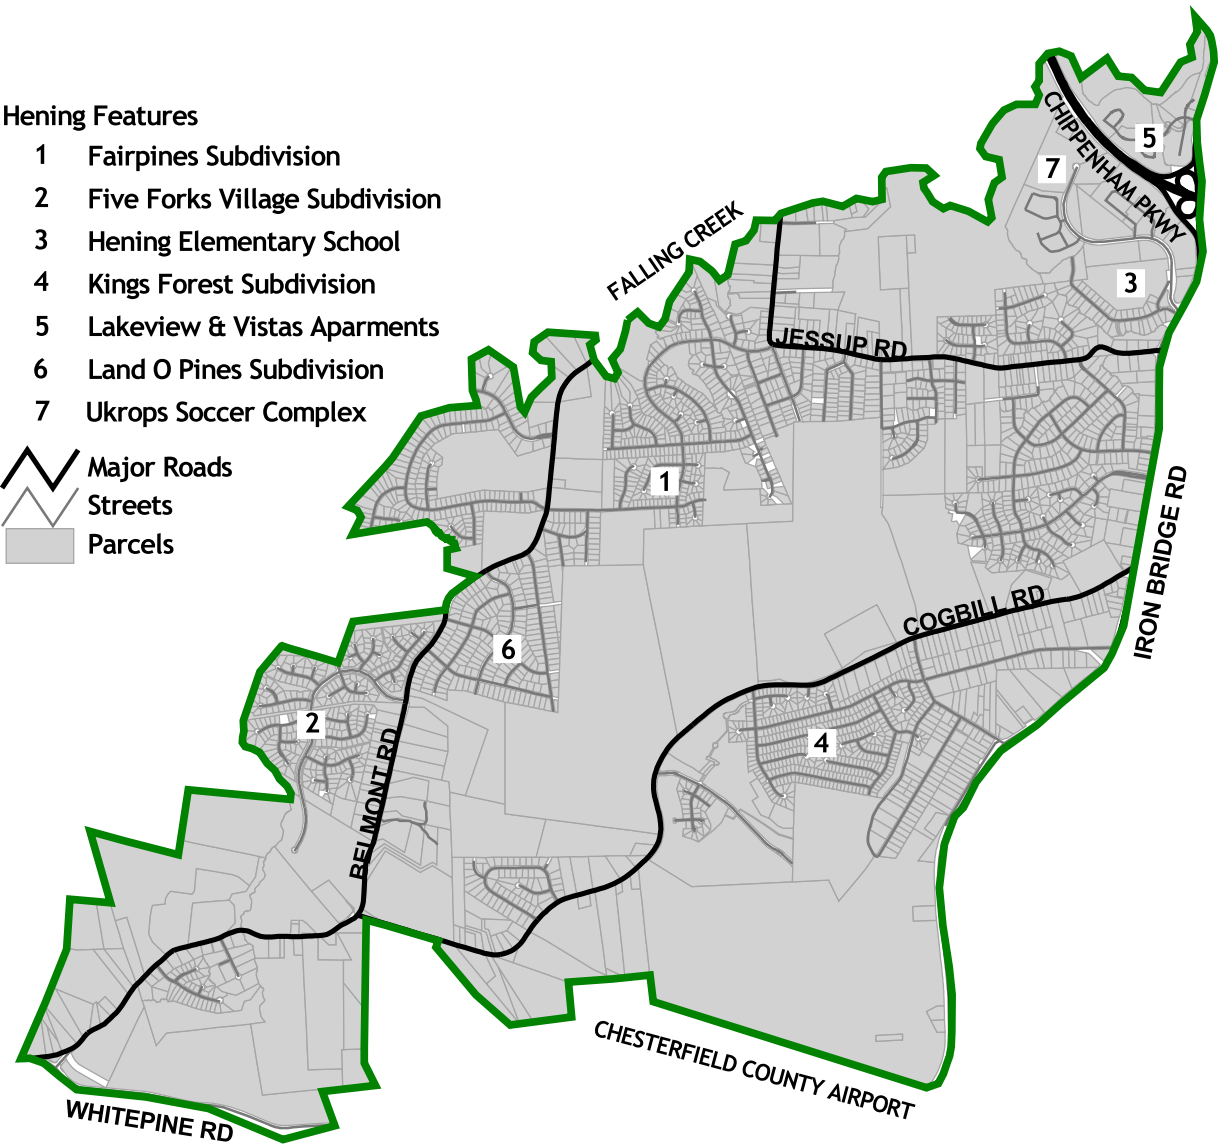 Hening Features
1 Fairpines Subdivision
2 Five Forks Village Subdivision
3 Hening Elementary School
4 Kings Forest Subdivision
5 Lakeview & Vistas Aparments
6 Land O Pines Subdivision
7 Ukrops Soccer Complex
Major Roads
Streets
Parcels
CHIPPENHAM PKWY
5
7
FALLING CREEK
3
JESSUP RD
1
IRON BRIDGE RD
COGBILL RD
6
2
4
BELMONT RD
CHESTERFIELD COUNTY AIRPORT
WHITEPINE RD